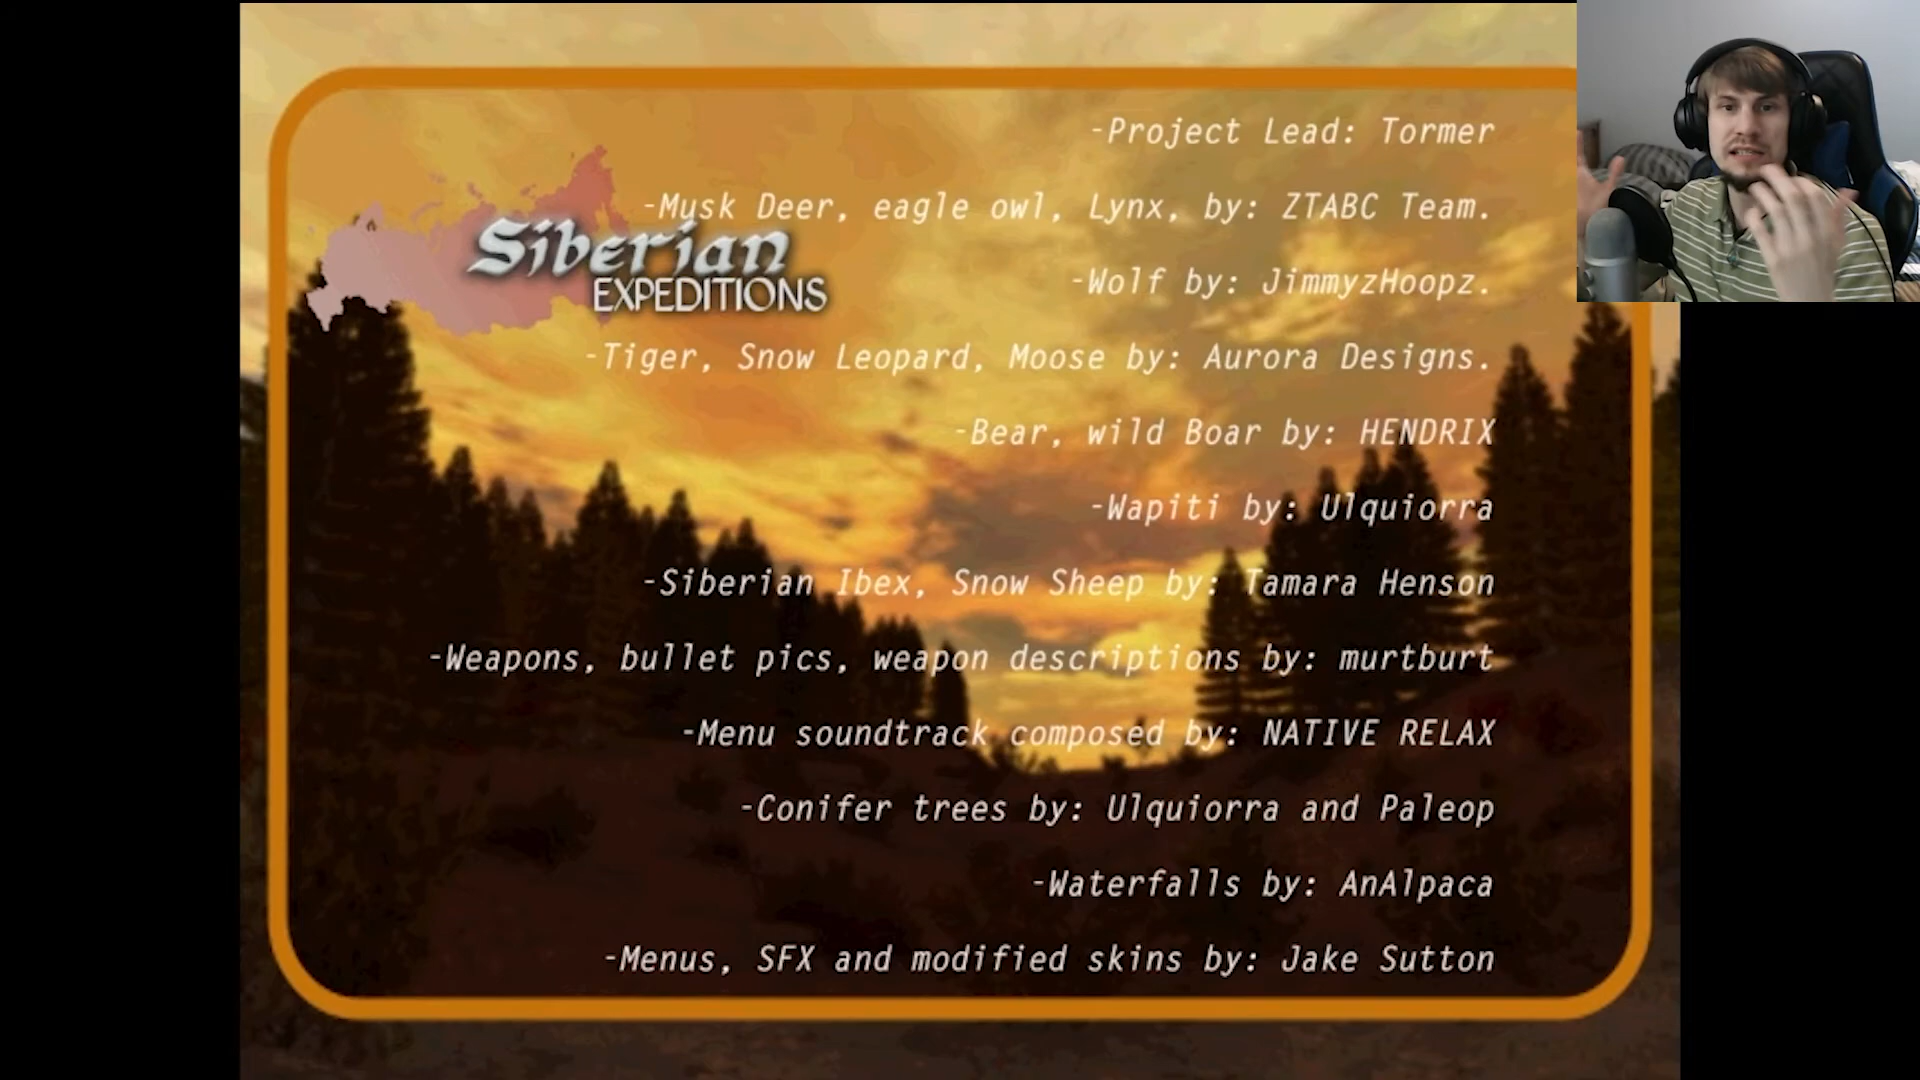 -Project Lead: Tormer
-Musk Deer, eagle owl, Lynx, by: ZTABC Team.
Siberian
EXPEDITIONS
-Wolf by: JimmyzHoopz.
-Tiger, Snow Leopard, Moose by: Aurora Designs.
-Bear, wild Boar by: HENDRIX
-Wapiti by: Ulquiorra
-Siberian Ibex, Snow Sheep by: Tamara Henson
-Weapons, bullet pics, weapon descriptions by: murtburt
-Menu soundtrack composed by: NATIVE RELAX
-Conifer trees by: Ulquiorra and Paleop
-Waterfalls by: AnAlpaca
-Menus, SFX and modified skins by: Jake Sutton